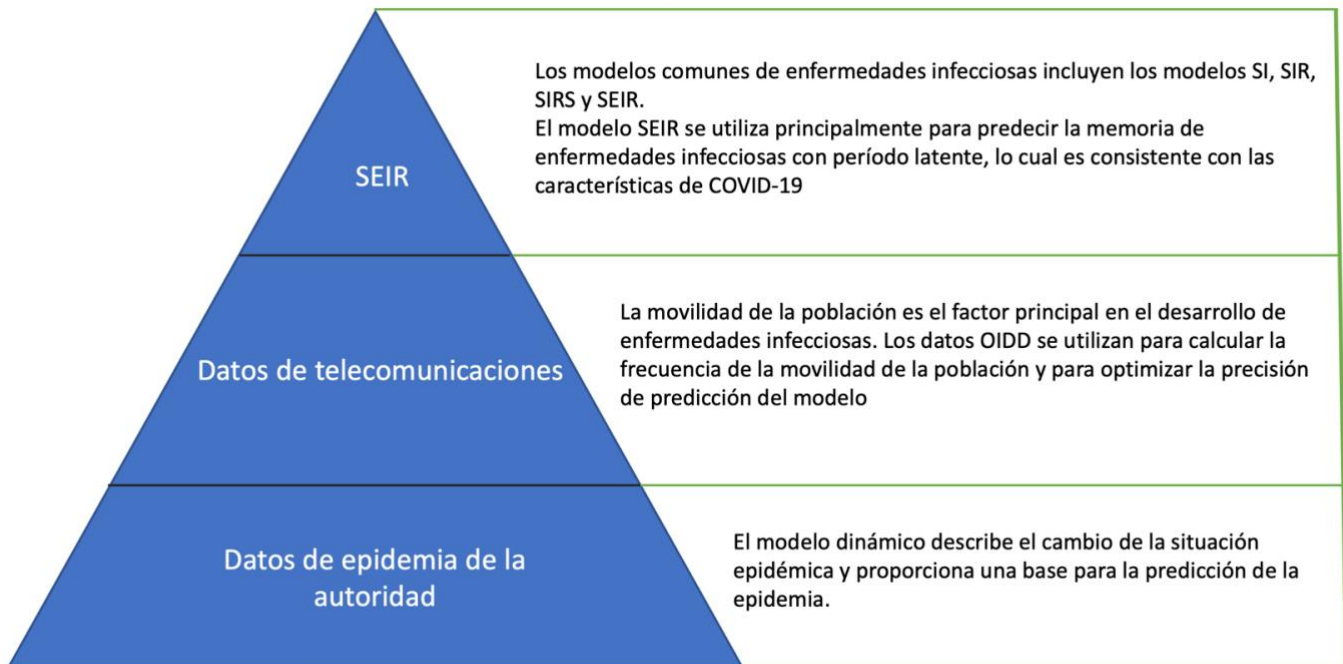 Los modelos comunes de enfermedades infecciosas incluyen los modelos SI, SIR,
SIRS y SEIR.
El modelo SEIR se utiliza principalmente para predecir la memoria de
enfermedades infecciosas con período latente, lo cual es consistente con las
características de COVID-19
SEIR
La movilidad de la población es el factor principal en el desarrollo de
enfermedades infecciosas. Los datos OIDD se utilizan para calcular la
frecuencia de la movilidad de la población y para optimizar la precisión
de predicción del modelo
Datos de telecomunicaciones
El modelo dinámico describe el cambio de la situación
epidémica y proporciona una base para la predicción de la
epidemia.
Datos de epidemia de la
autoridad